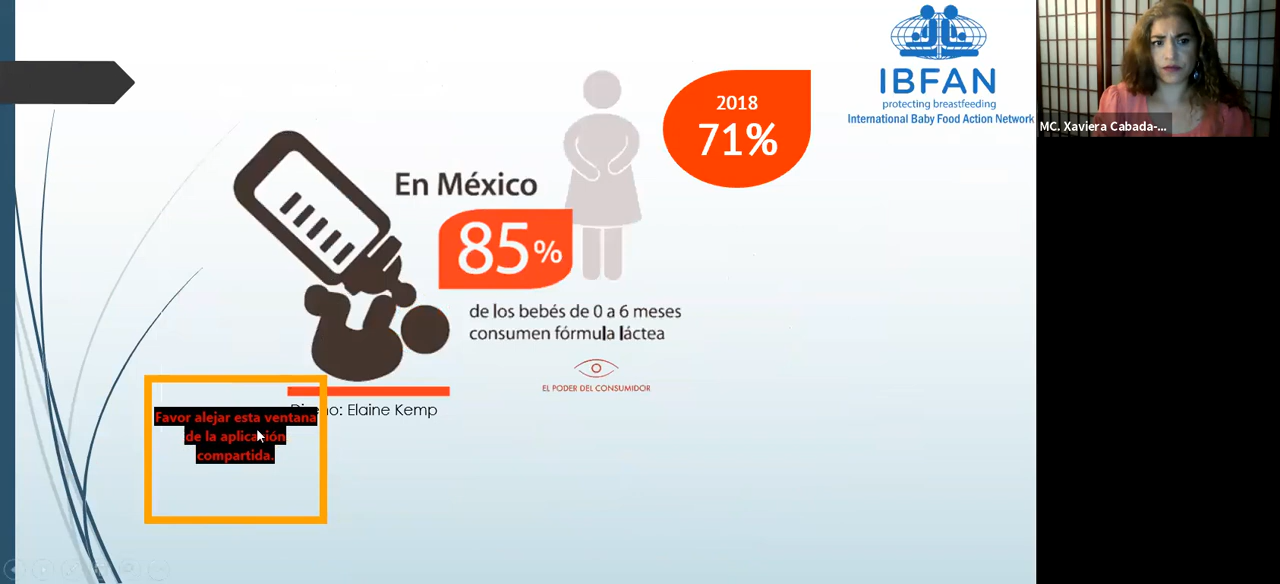 IBFAN
protecting breastfeeding
International Baby Food Action Network
MC. Xaviera Cabada-...
2018
71%
En México
85%
de los bebés de 0 a 6 meses
consumen fórmula láctea
EL PODER DEL CONSUMIDOR
no: Elaine Kemp
Favor alejar esta ventana
de la aplicación
compartida.